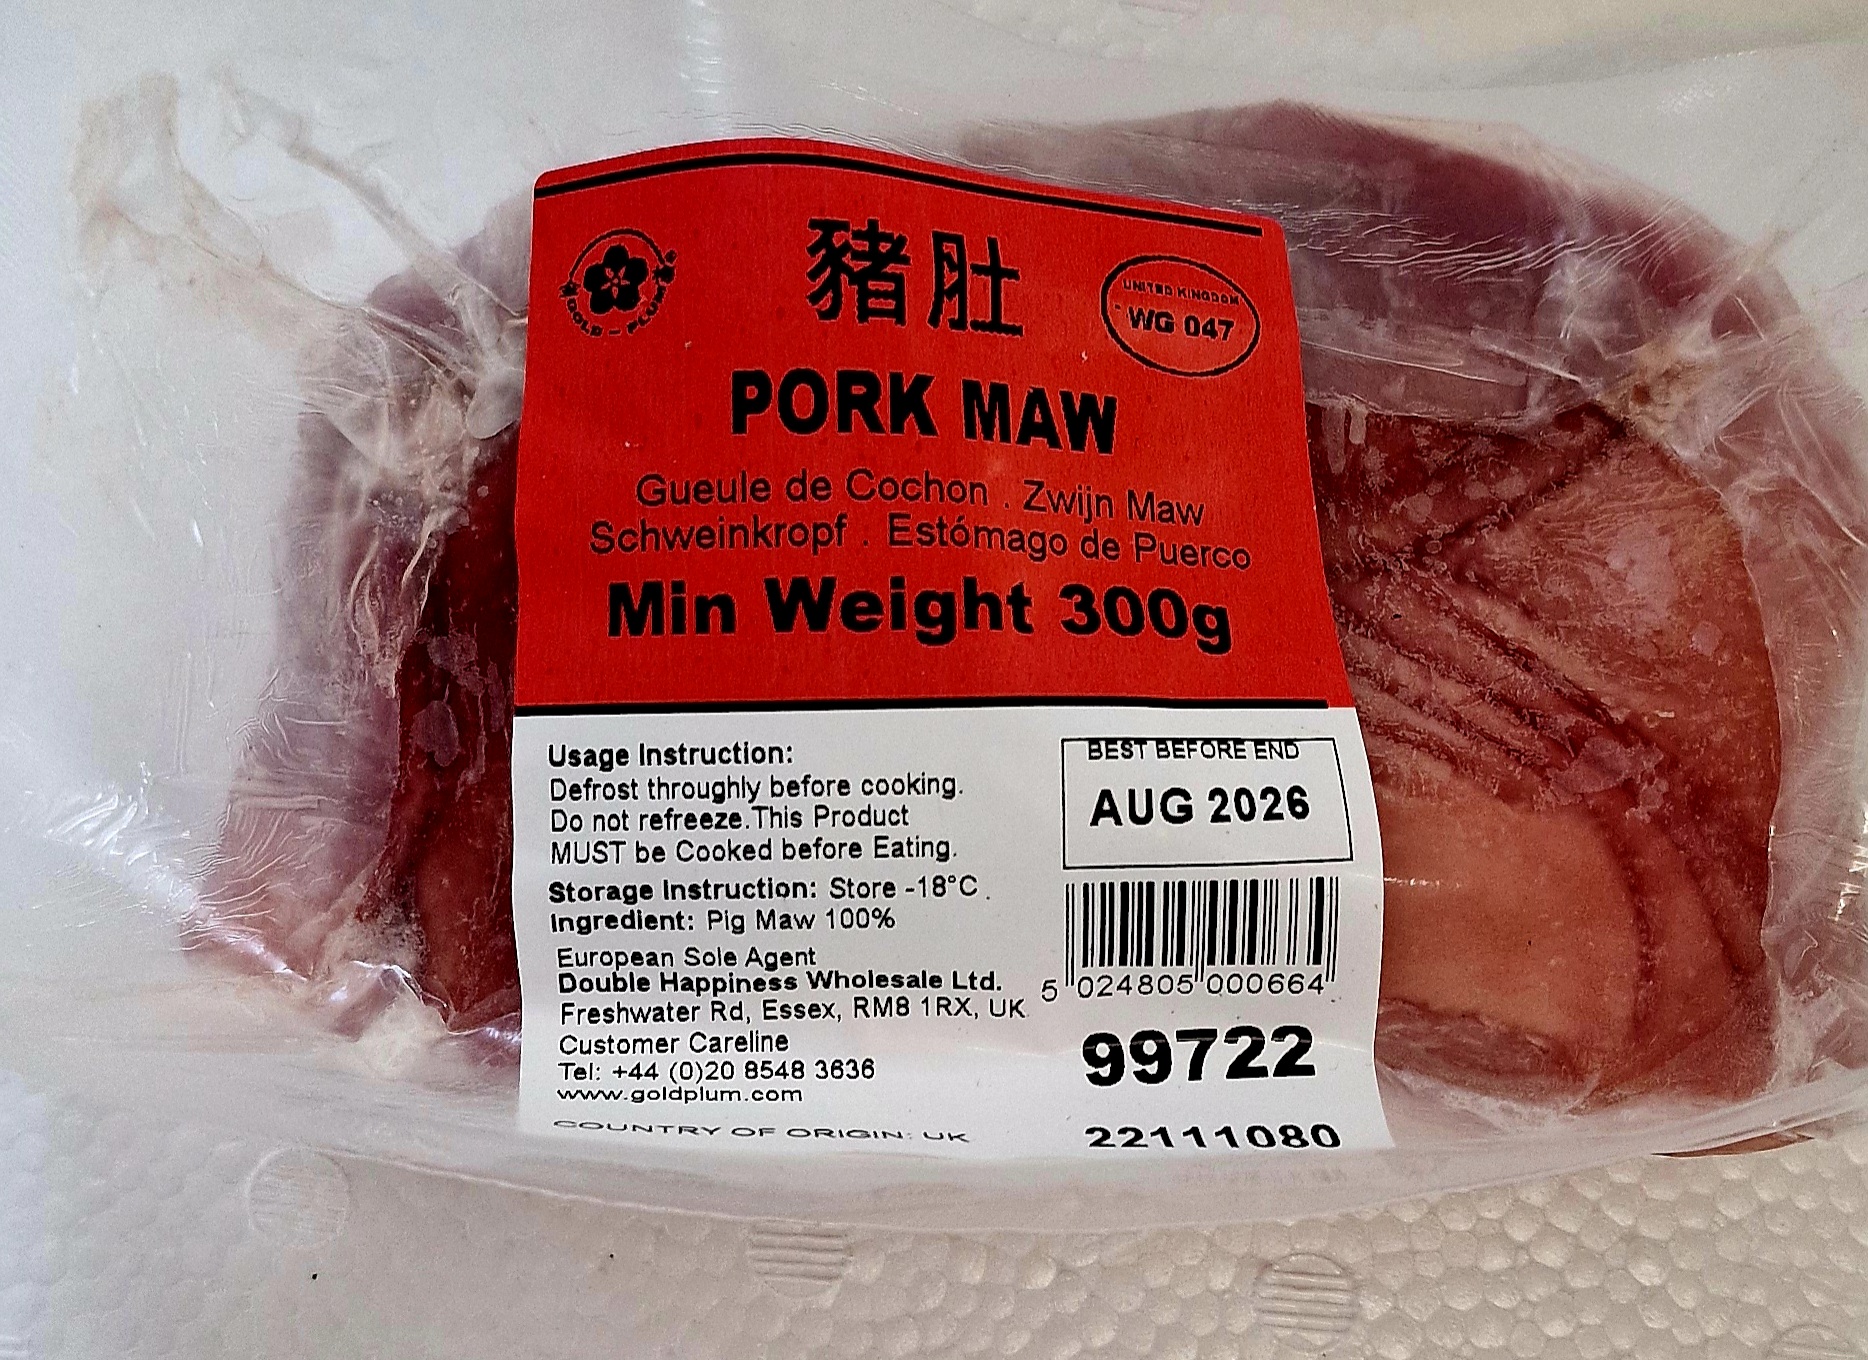 豬肚
GOLD-PLUM
UNITED KINGDOM
WG 047
PORK MAW
Gueule de Cochon . Zwijn Maw
Schweinkropf . Estómago de Puerco
Min Weight 300g
Usage Instruction:
Defrost throughly before cooking.
Do not refreeze.This Product
MUST be Cooked before Eating.
Storage Instruction: Store -18°C .
Ingredient: Pig Maw 100%
European Sole Agent
Double Happiness Wholesale Ltd.
Freshwater Rd, Essex, RM8 1RX, UK
Customer Careline
Tel: +44 (0)20 8548 3636
www.goldplum.com
COUNTRY OF ORIGIN: UK
BEST BEFORE END
AUG 2026
5 024805 000664
99722
22111080